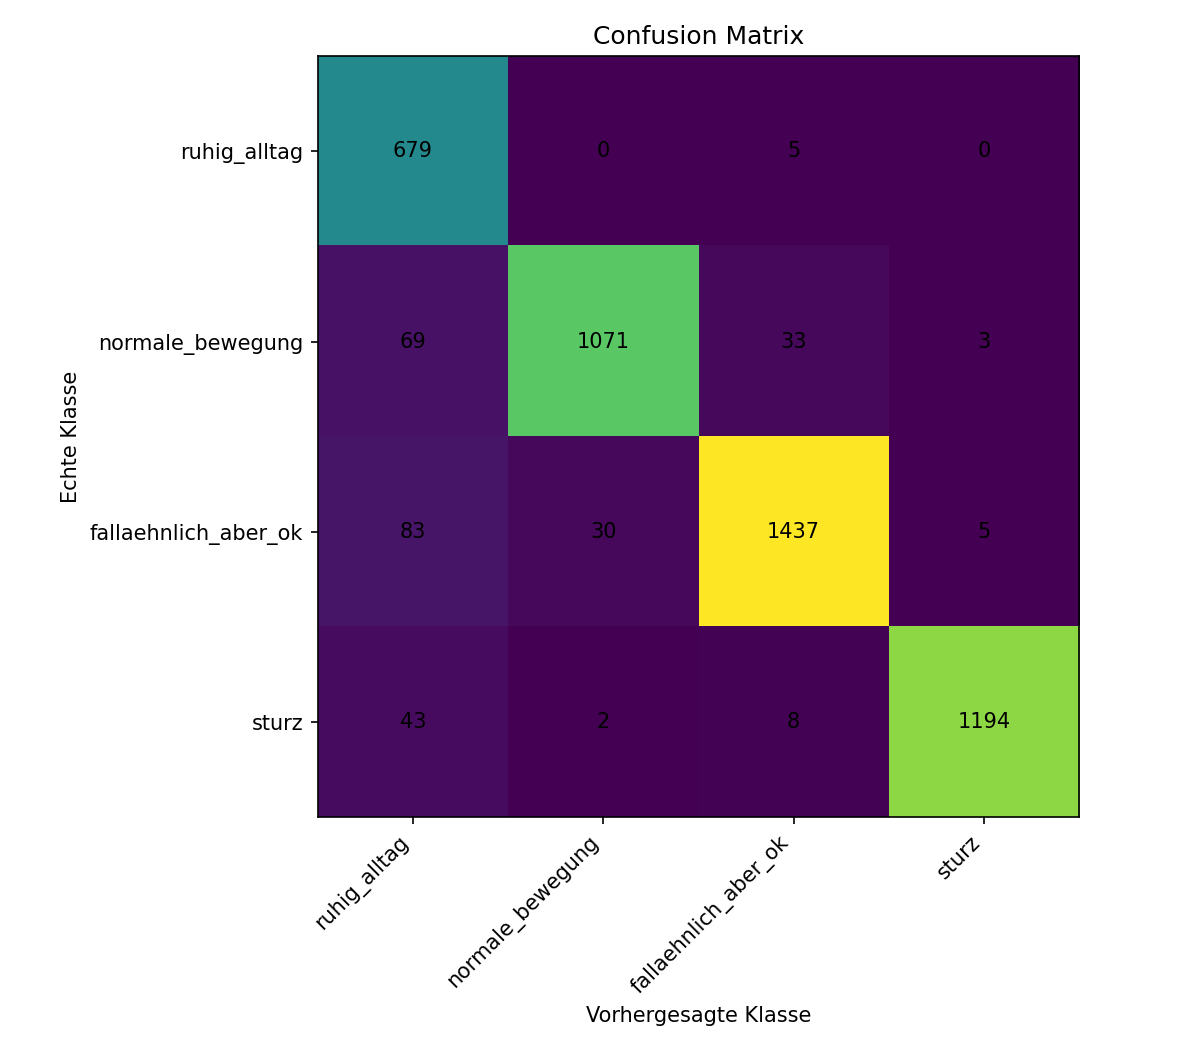 Confusion Matrix
ruhig_alltag
679 0 5 0
normale_bewegung
69 1071 33 3
Echte Klasse
fallaehnlich_aber_ok
83 30 1437 5
sturz
43 2 8 1194
ruhig_alltag
normale_bewegung
fallaehnlich_aber_ok
sturz
Vorhergesagte Klasse